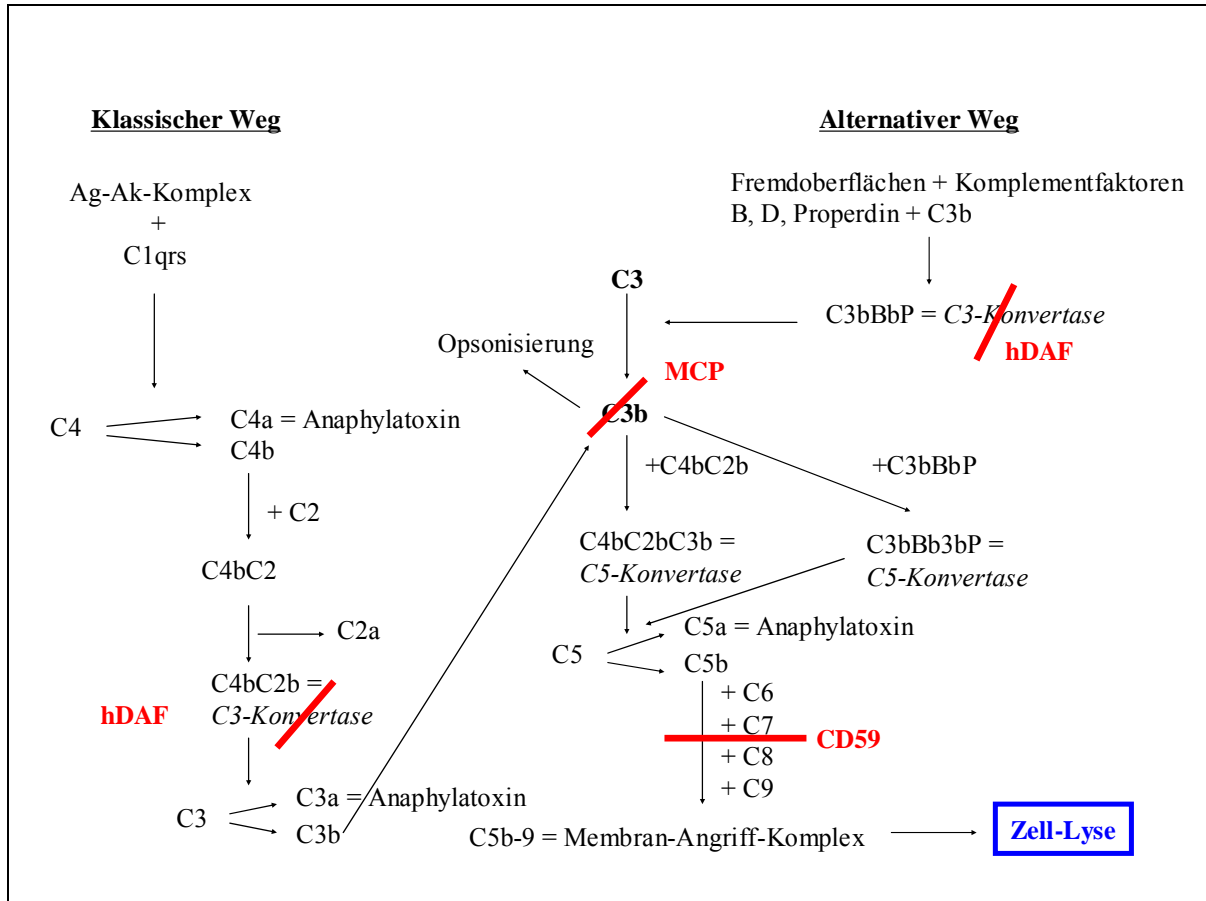 Klassischer Weg
Alternativer Weg
Ag-Ak-Komplex
+
C1qrs
Fremdoberflächen + Komplementfaktoren
B, D, Properdin + C3b
C3
C3bBbP = C3-Konvertase
hDAF
Opsonisierung
MCP
C3b
C4
C4a = Anaphylatoxin
C4b
+C4bC2b
+C3bBbP
+ C2
C4bC2
C4bC2bC3b =
C5-Konvertase
C3bBb3bP =
C5-Konvertase
C2a
C5
C5a = Anaphylatoxin
C5b
C4bC2b =
C3-Konvertase
hDAF
+ C6
+ C7
+ C8
+ C9
CD59
C3
C3a = Anaphylatoxin
C3b
C5b-9 = Membran-Angriff-Komplex
Zell-Lyse